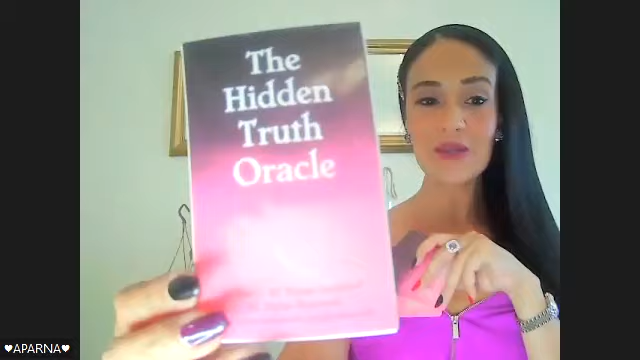 The
Hidden
Truth
Oracle
♥APARNA♥